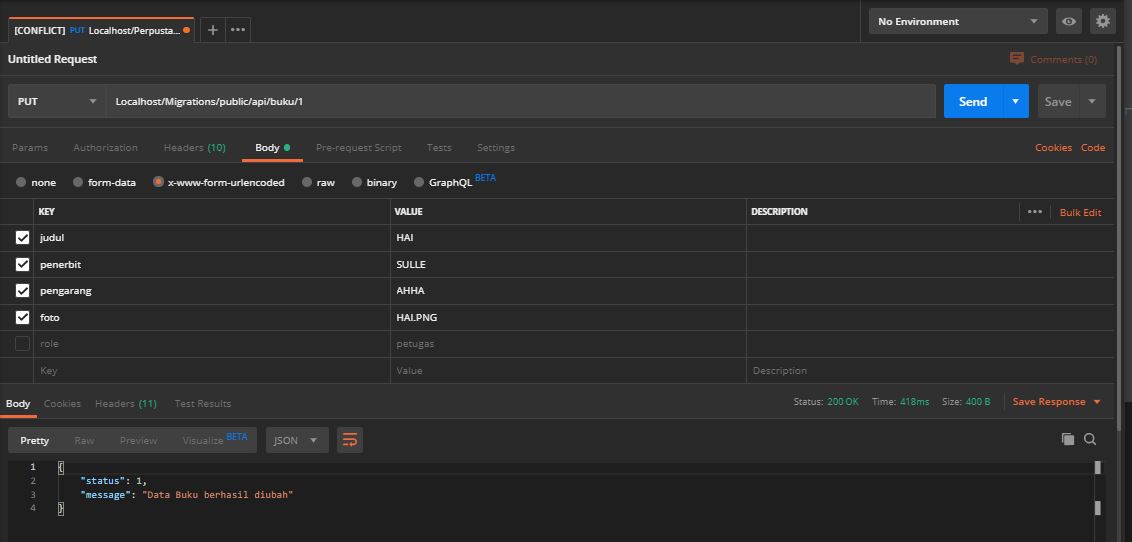 [CONFLICT] PUT Localhost/Perpusta...
No Environment
Untitled Request
Comments (0)
PUT Localhost/Migrations/public/api/buku/1 Send Save
Params Authorization Headers (10) Body Pre-request Script Tests Settings Cookies Code
none form-data x-www-form-urlencoded raw binary GraphQL BETA
KEY VALUE DESCRIPTION Bulk Edit
judul HAI
penerbit SULLE
pengarang AHHA
foto HAI.PNG
role petugas
Key Value Description
Body Cookies Headers (11) Test Results Status: 200 OK Time: 418ms Size: 400 B Save Response
Pretty Raw Preview Visualize BETA JSON
1 {
2 "status": 1,
3 "message": "Data Buku berhasil diubah"
4 }